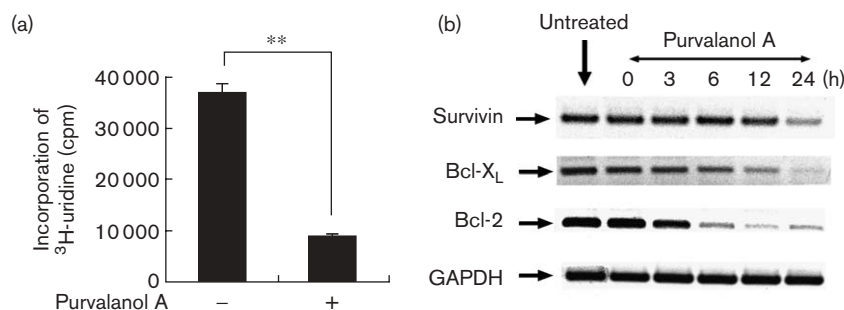 (a)
**
40 000
30 000
20 000
10 000
0
Incorporation of
³H-uridine (cpm)
Purvalanol A − +
(b)
Untreated
Purvalanol A
0 3 6 12 24 (h)
Survivin
Bcl-X_L
Bcl-2
GAPDH